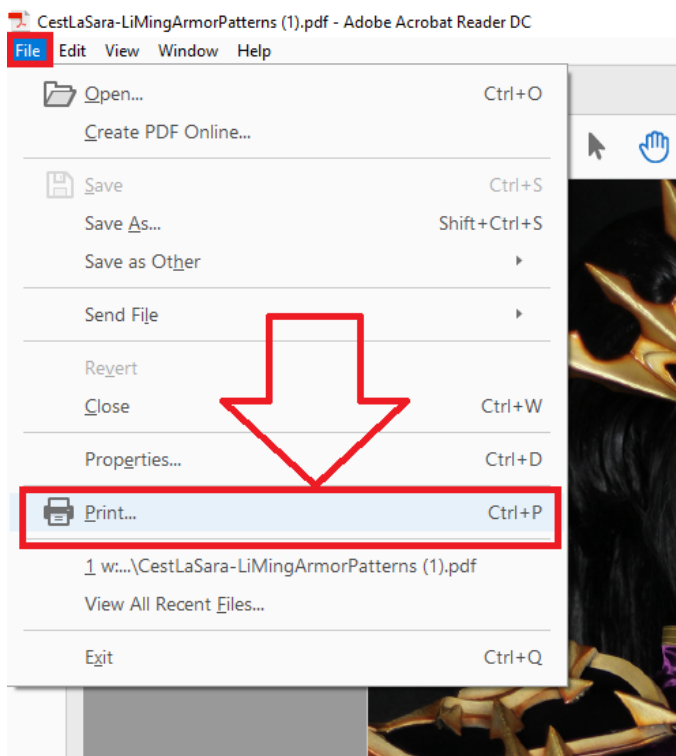 CestLaSara-LiMingArmorPatterns (1).pdf - Adobe Acrobat Reader DC
File Edit View Window Help
Open... Ctrl+O
Create PDF Online...
Save Ctrl+S
Save As... Shift+Ctrl+S
Save as Other
Send File
Revert
Close Ctrl+W
Properties... Ctrl+D
Print... Ctrl+P
1 w:...\CestLaSara-LiMingArmorPatterns (1).pdf
View All Recent Files...
Exit Ctrl+Q